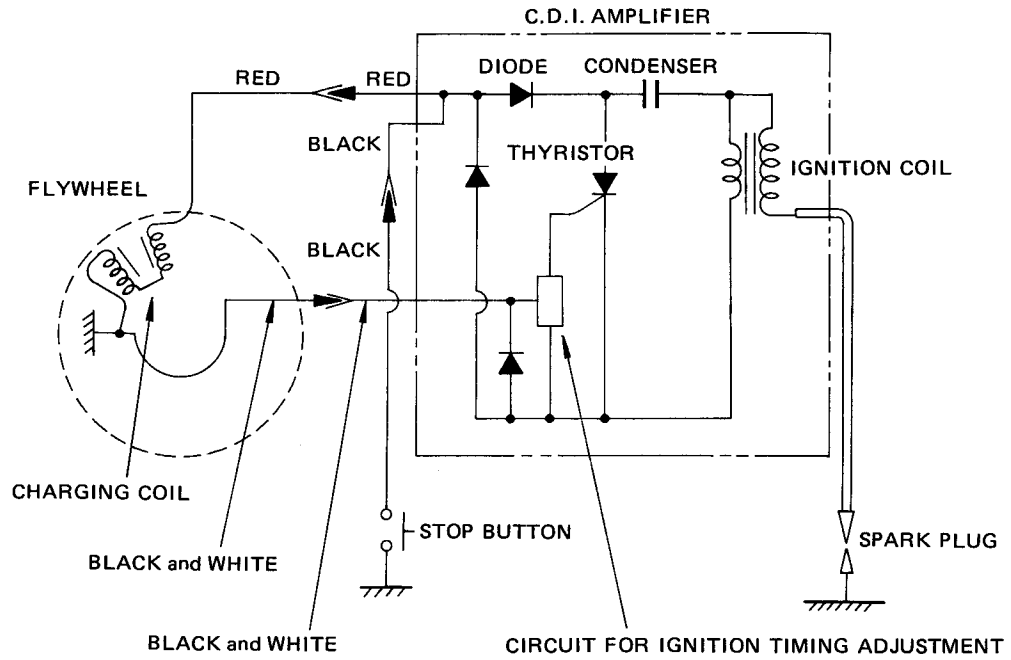 C.D.I. AMPLIFIER
RED
RED
DIODE
CONDENSER
BLACK
THYRISTOR
IGNITION COIL
FLYWHEEL
BLACK
CHARGING COIL
STOP BUTTON
SPARK PLUG
BLACK and WHITE
BLACK and WHITE
CIRCUIT FOR IGNITION TIMING ADJUSTMENT